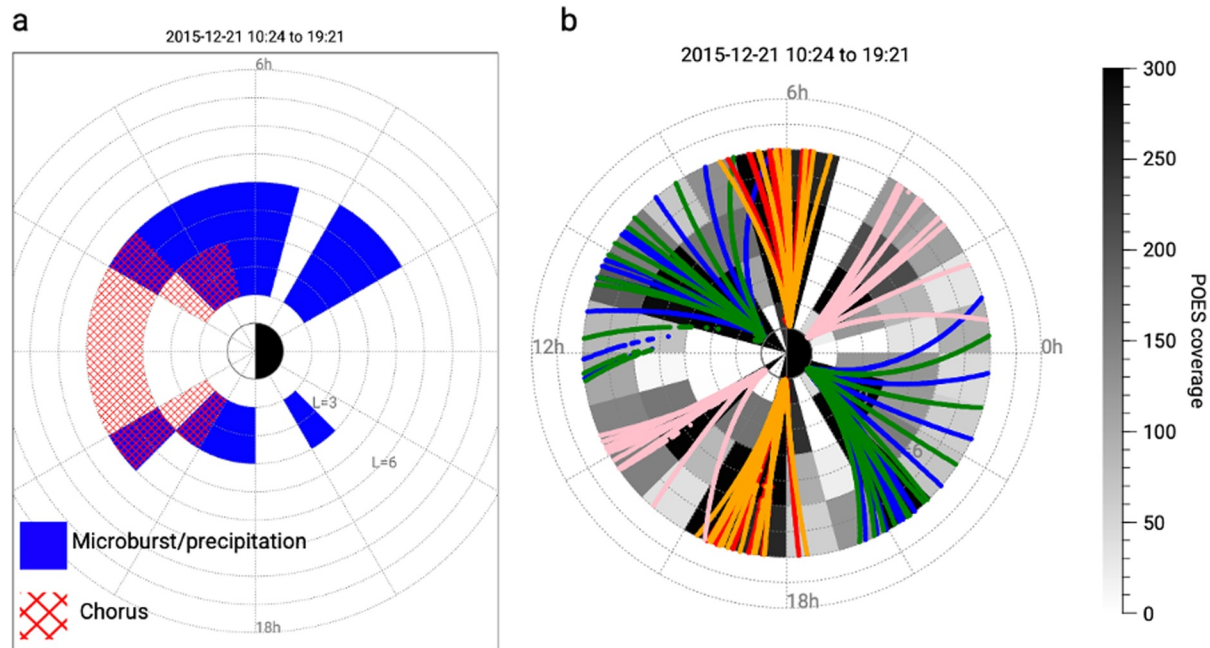 a
2015-12-21 10:24 to 19:21
6h
L=3
L=6
Microburst/precipitation
Chorus
18h
b
2015-12-21 10:24 to 19:21
6h
12h
0h
18h
300
250
200
150
100
50
0
POES coverage